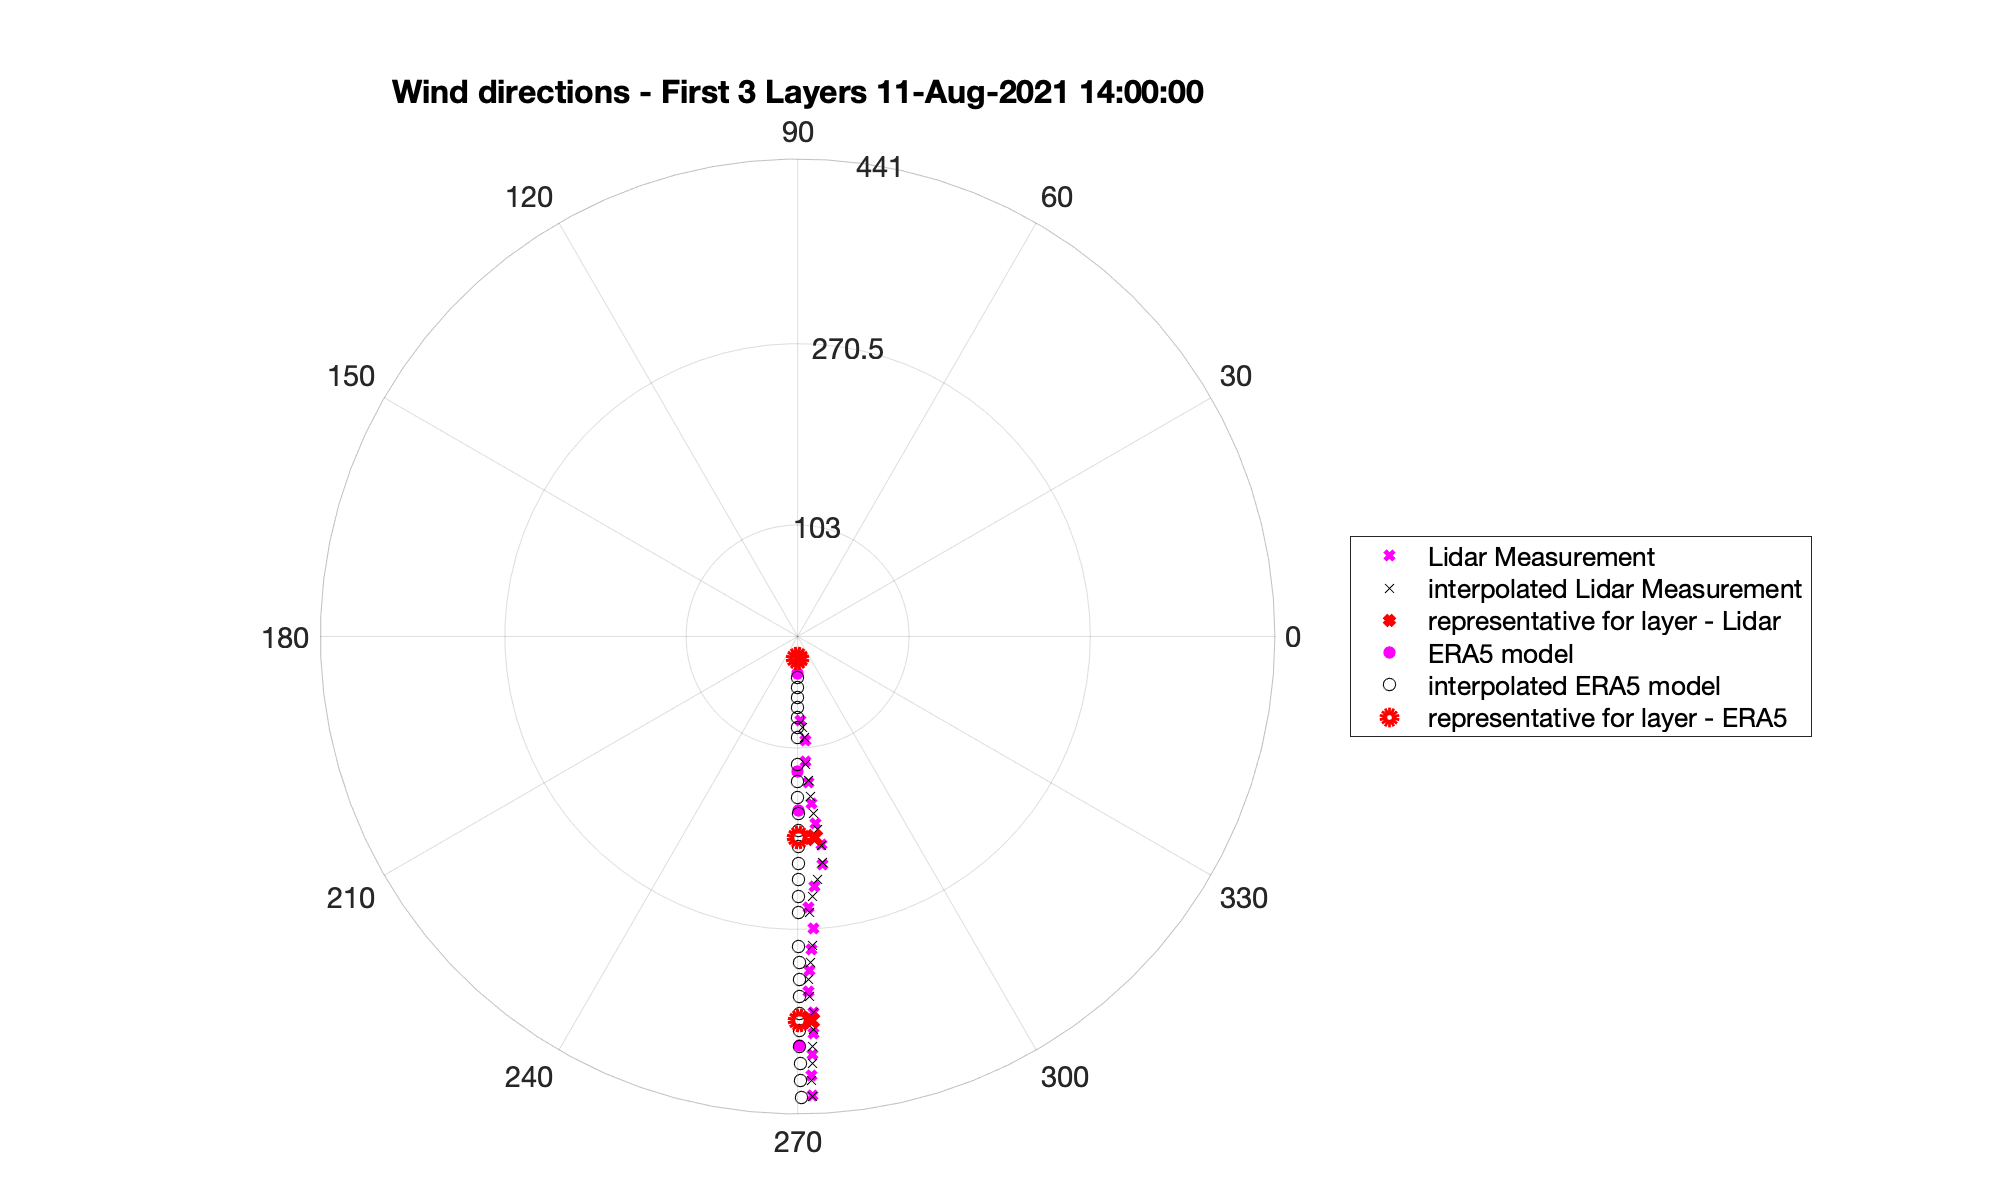 Wind directions - First 3 Layers 11-Aug-2021 14:00:00
90
441
120
60
270.5
150
30
103
180
0
210
330
240
300
270
Lidar Measurement
interpolated Lidar Measurement
representative for layer - Lidar
ERA5 model
interpolated ERA5 model
representative for layer - ERA5